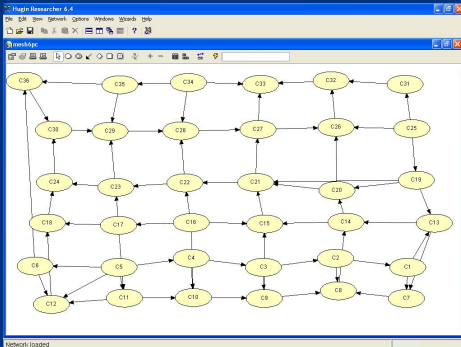 Hugin Researcher 6.4
File Edit View Network Options Windows Wizards Help
mesh6pc
C36 C35 C34 C33 C32 C31
C30 C29 C28 C27 C26 C25
C24 C23 C22 C21 C20 C19
C18 C17 C16 C15 C14 C13
C6 C5 C4 C3 C2 C1
C12 C11 C10 C9 C8 C7
Network loaded